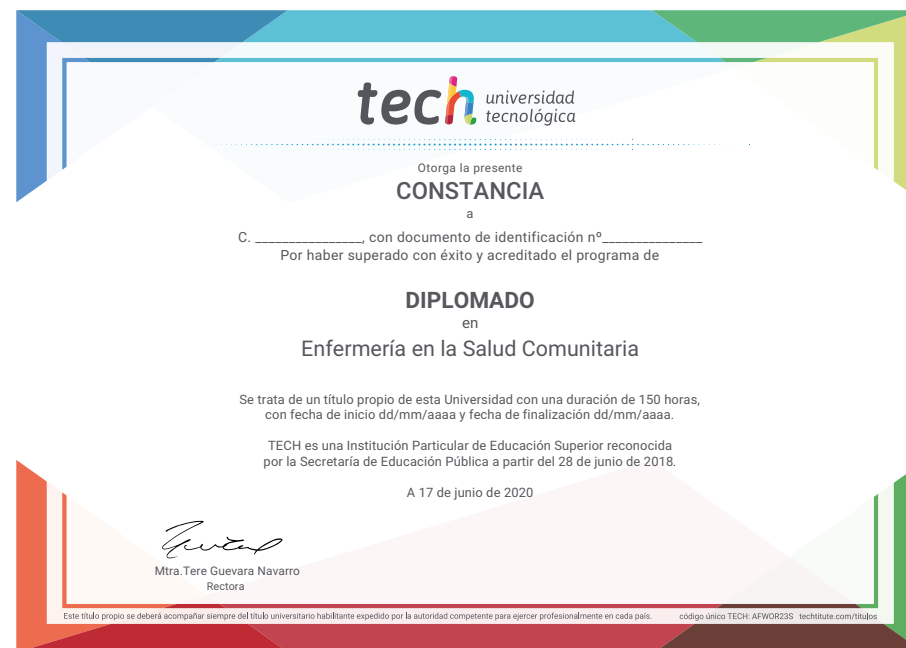 tech universidad
tecnológica
Otorga la presente
CONSTANCIA
a
C. ________________, con documento de identificación nº_______________
Por haber superado con éxito y acreditado el programa de
DIPLOMADO
en
Enfermería en la Salud Comunitaria
Se trata de un título propio de esta Universidad con una duración de 150 horas,
con fecha de inicio dd/mm/aaaa y fecha de finalización dd/mm/aaaa.
TECH es una Institución Particular de Educación Superior reconocida
por la Secretaría de Educación Pública a partir del 28 de junio de 2018.
A 17 de junio de 2020
Mtra.Tere Guevara Navarro
Rectora
Este título propio se deberá acompañar siempre del título universitario habilitante expedido por la autoridad competente para ejercer profesionalmente en cada país.
código único TECH: AFWOR23S techtitute.com/titulos